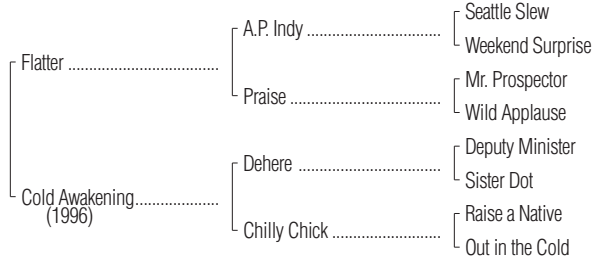 Seattle Slew
A.P. Indy ................................
Weekend Surprise
Flatter ....................................
Mr. Prospector
Praise ....................................
Wild Applause
Deputy Minister
Dehere ..................................
Sister Dot
Cold Awakening....................
(1996)
Raise a Native
Chilly Chick ..........................
Out in the Cold